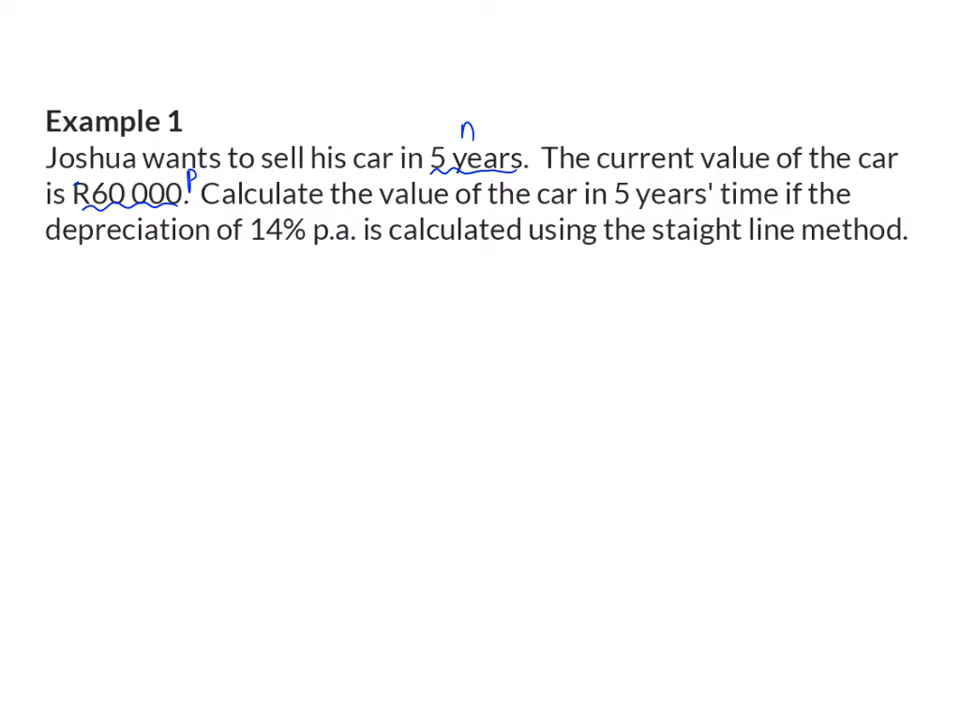 Example 1
n
Joshua wants to sell his car in 5 years. The current value of the car
P
is R60 000. Calculate the value of the car in 5 years' time if the
depreciation of 14% p.a. is calculated using the staight line method.